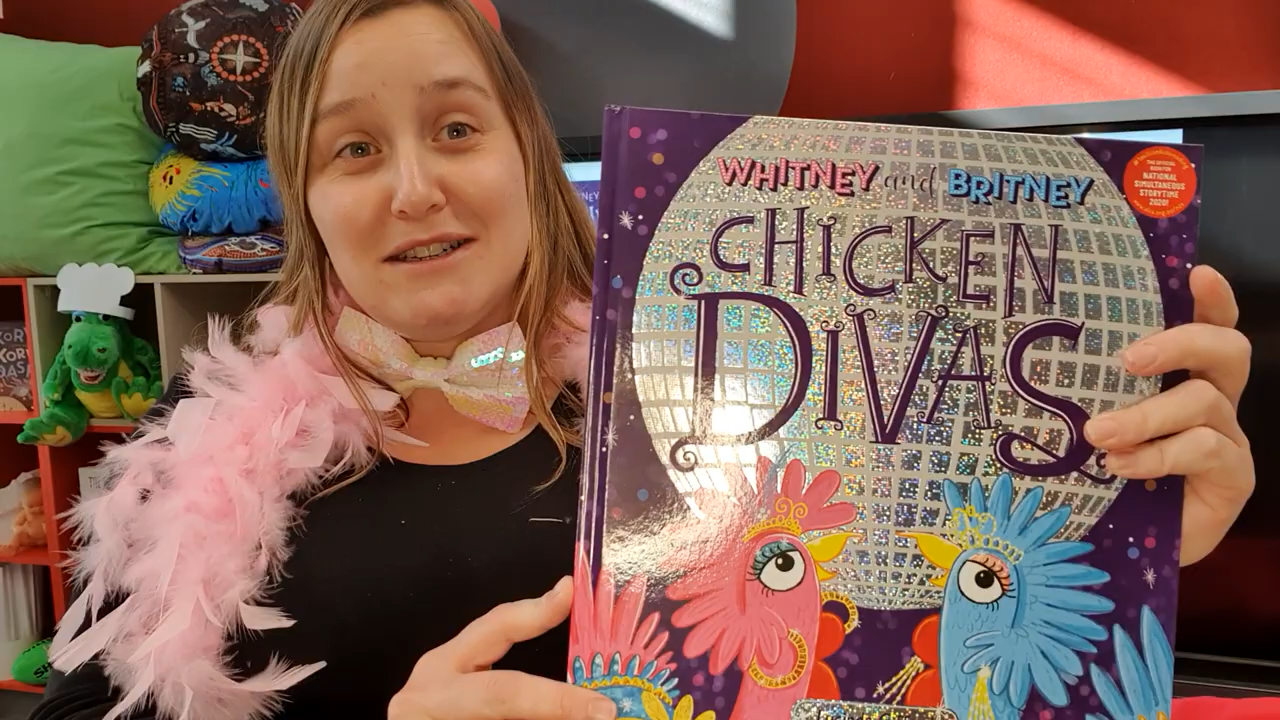 WHITNEY and BRITNEY
CHICKEN
DIVAS
THE OFFICIAL
BOOK FOR
NATIONAL
SIMULTANEOUS
STORYTIME
2020!